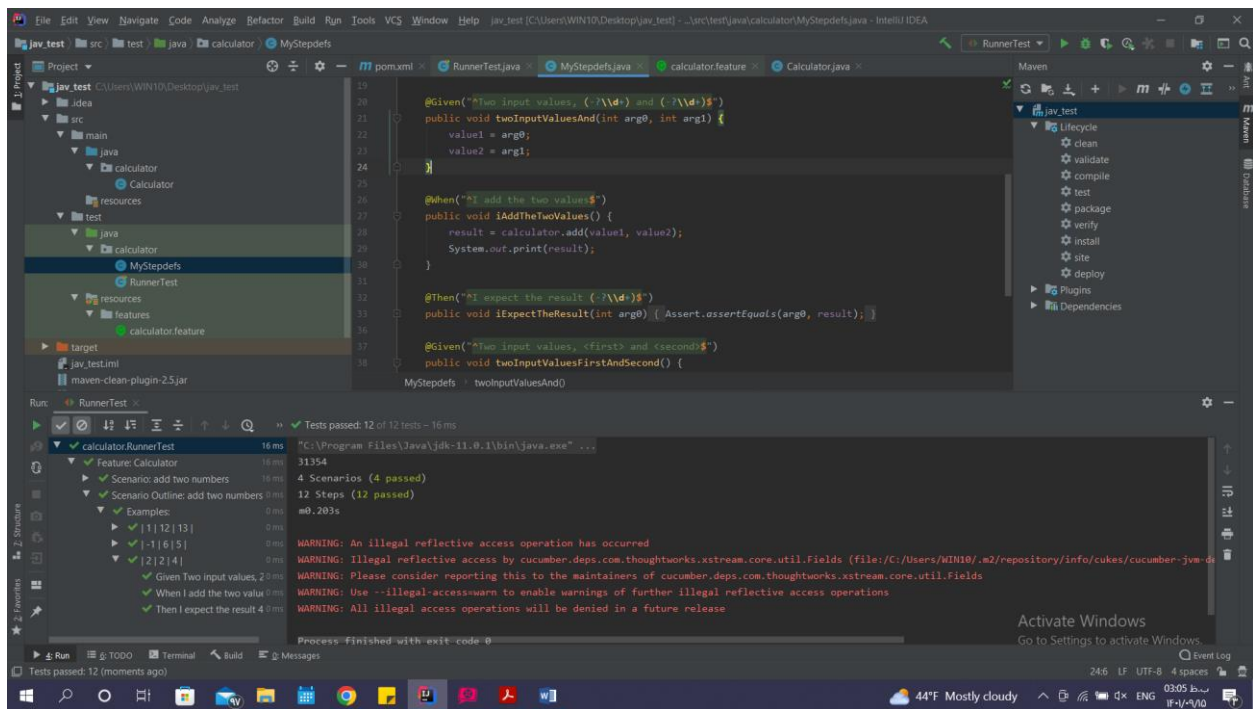 File Edit View Navigate Code Analyze Refactor Build Run Tools VCS Window Help jav_test [C:\Users\WIN10\Desktop\jav_test] - ...\src\test\java\calculator\MyStepdefs.java - IntelliJ IDEA
jav_test src test java calculator MyStepdefs
RunnerTest
Project
pom.xml RunnerTest.java MyStepdefs.java calculator.feature Calculator.java
Maven
1: Project
jav_test C:\Users\WIN10\Desktop\jav_test
.idea
src
main
java
calculator
Calculator
resources
test
java
calculator
MyStepdefs
RunnerTest
resources
features
calculator.feature
target
jav_test.iml
maven-clean-plugin-2.5.jar
19
20 @Given("^Two input values, (-?\\d+) and (-?\\d+)$")
21 public void twoInputValuesAnd(int arg0, int arg1) {
22 value1 = arg0;
23 value2 = arg1;
24 }
25
26 @When("^I add the two values$")
27 public void iAddTheTwoValues() {
28 result = calculator.add(value1, value2);
29 System.out.print(result);
30 }
31
32 @Then("^I expect the result (-?\\d+)$")
33 public void iExpectTheResult(int arg0) { Assert.assertEquals(arg0, result); }
36
37 @Given("^Two input values, <first> and <second>$")
38 public void twoInputValuesFirstAndSecond() {
MyStepdefs twoInputValuesAnd()
jav_test
Lifecycle
clean
validate
compile
test
package
verify
install
site
deploy
Plugins
Dependencies
Ant
Maven
Database
Run: RunnerTest
Tests passed: 12 of 12 tests – 16 ms
calculator.RunnerTest 16 ms
Feature: Calculator 16 ms
Scenario: add two numbers 16 ms
Scenario Outline: add two numbers 0 ms
Examples: 0 ms
| 1 | 12 | 13 | 0 ms
| -1 | 6 | 5 | 0 ms
| 2 | 2 | 4 | 0 ms
Given Two input values, 2 0 ms
When I add the two value 0 ms
Then I expect the result 4 0 ms
"C:\Program Files\Java\jdk-11.0.1\bin\java.exe" ...
31354
4 Scenarios (4 passed)
12 Steps (12 passed)
m0.203s
WARNING: An illegal reflective access operation has occurred
WARNING: Illegal reflective access by cucumber.deps.com.thoughtworks.xstream.core.util.Fields (file:/C:/Users/WIN10/.m2/repository/info/cukes/cucumber-jvm-de
WARNING: Please consider reporting this to the maintainers of cucumber.deps.com.thoughtworks.xstream.core.util.Fields
WARNING: Use --illegal-access=warn to enable warnings of further illegal reflective access operations
WARNING: All illegal access operations will be denied in a future release
Process finished with exit code 0
Activate Windows
Go to Settings to activate Windows.
2: Structure
2: Favorites
4: Run 6: TODO Terminal Build 0: Messages
Event Log
Tests passed: 12 (moments ago)
24:6 LF UTF-8 4 spaces
44°F Mostly cloudy ENG 03:05 ب.ظ
۱۴۰۱/۰۹/۱۵